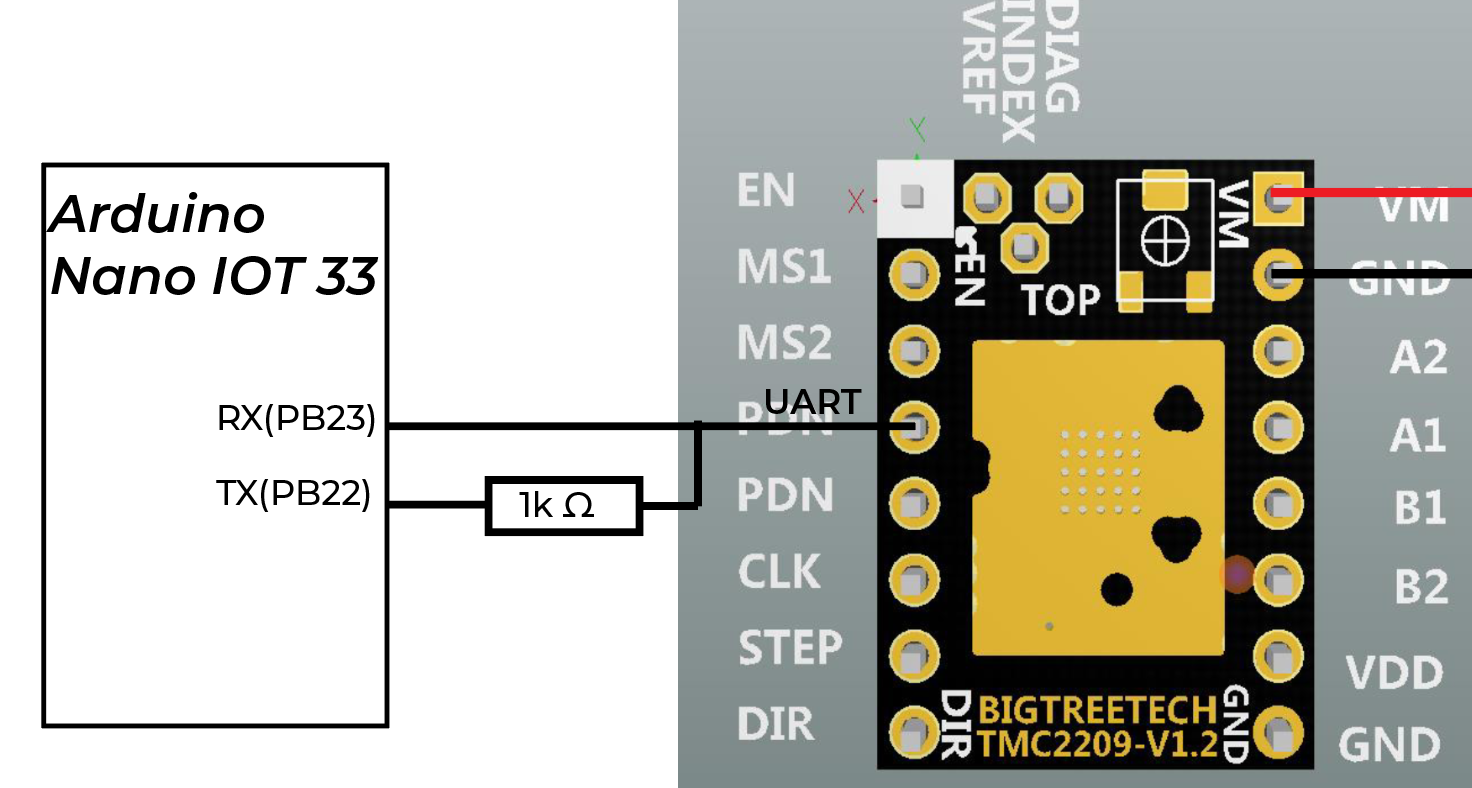 Arduino
Nano IOT 33
RX(PB23)
TX(PB22)
1k Ω
UART
VREF
INDEX
DIAG
Y
X
EN
MS1
MS2
PDN
PDN
CLK
STEP
DIR
EN
TOP
VM
DIR
BIGTREETECH
TMC2209-V1.2
GND
VM
GND
A2
A1
B1
B2
VDD
GND